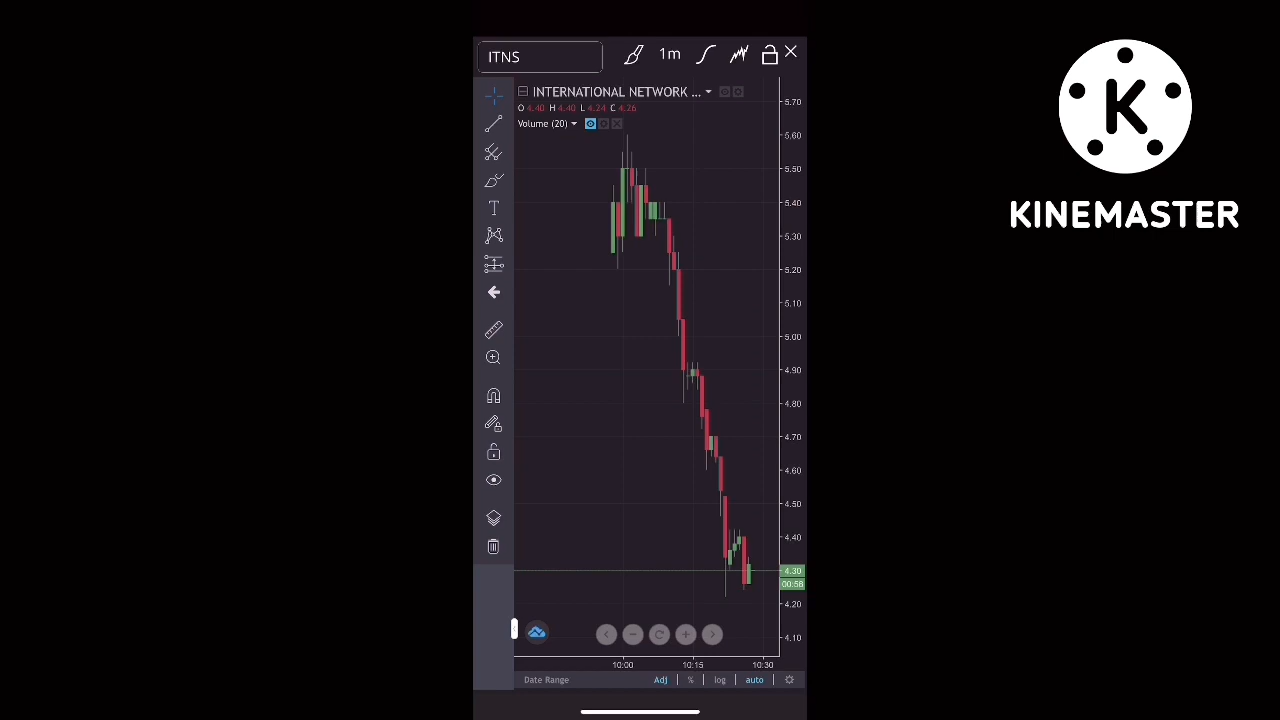 ITNS
1m
INTERNATIONAL NETWORK ...
O 4.40 H 4.40 L 4.24 C 4.26
Volume (20)
T
5.70
5.60
5.50
5.40
5.30
5.20
5.10
5.00
4.90
4.80
4.70
4.60
4.50
4.40
4.30
00:58
4.20
4.10
10:00 10:15 10:30
Date Range Adj % log auto
K
KINEMASTER